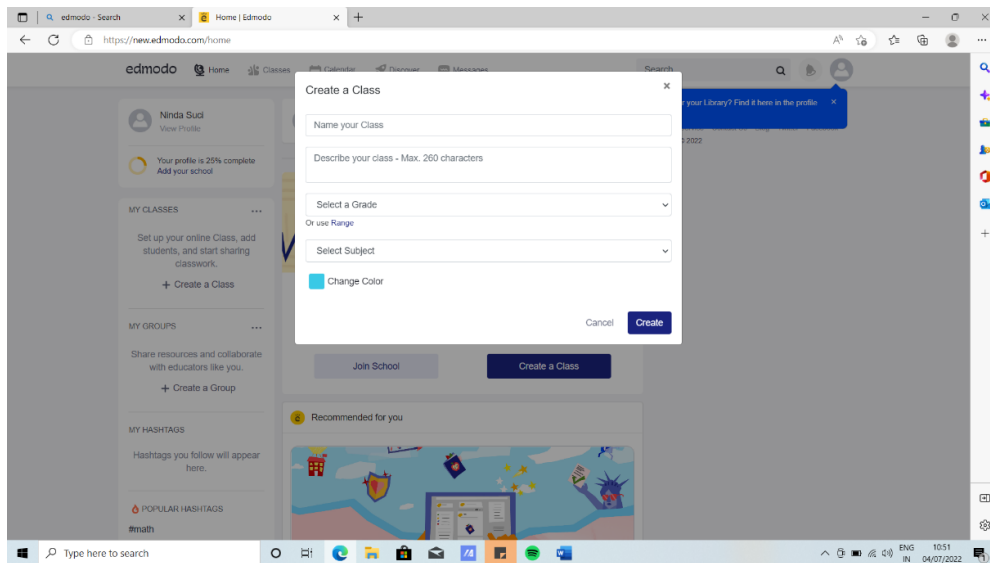 edmodo - Search
Home | Edmodo
https://new.edmodo.com/home
edmodo
Home
Classes
Calendar
Discover
Messages
Search
Create a Class
r your Library? Find it here in the profile
2022
Ninda Suci
View Profile
Your profile is 25% complete
Add your school
Name your Class
Describe your class - Max. 260 characters
Select a Grade
Or use Range
Select Subject
Change Color
Cancel
Create
MY CLASSES
Set up your online Class, add
students, and start sharing
classwork.
+ Create a Class
MY GROUPS
Share resources and collaborate
with educators like you.
+ Create a Group
Join School
Create a Class
Recommended for you
MY HASHTAGS
Hashtags you follow will appear
here.
POPULAR HASHTAGS
#math
Type here to search
ENG
IN
10:51
04/07/2022